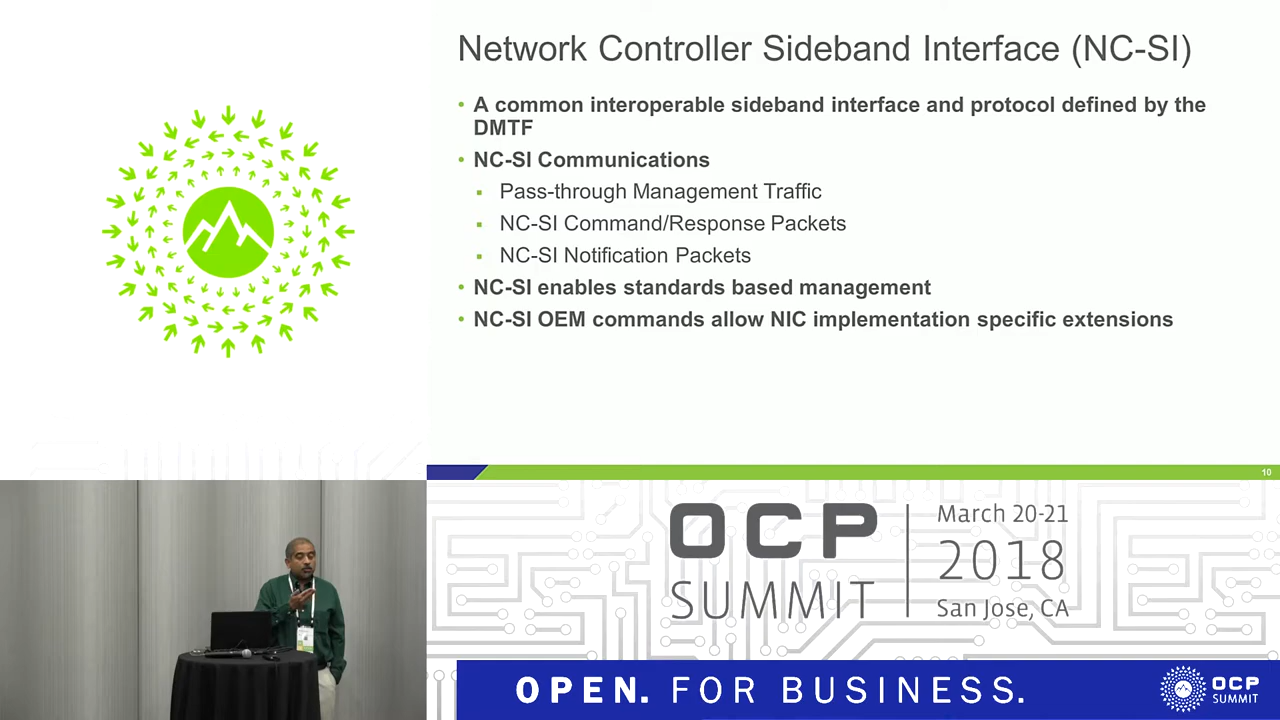 Network Controller Sideband Interface (NC-SI)
• A common interoperable sideband interface and protocol defined by the
DMTF
• NC-SI Communications
▪ Pass-through Management Traffic
▪ NC-SI Command/Response Packets
▪ NC-SI Notification Packets
• NC-SI enables standards based management
• NC-SI OEM commands allow NIC implementation specific extensions
10
OCP
SUMMIT
March 20-21
2018
San Jose, CA
OPEN. FOR BUSINESS.
OCP
SUMMIT